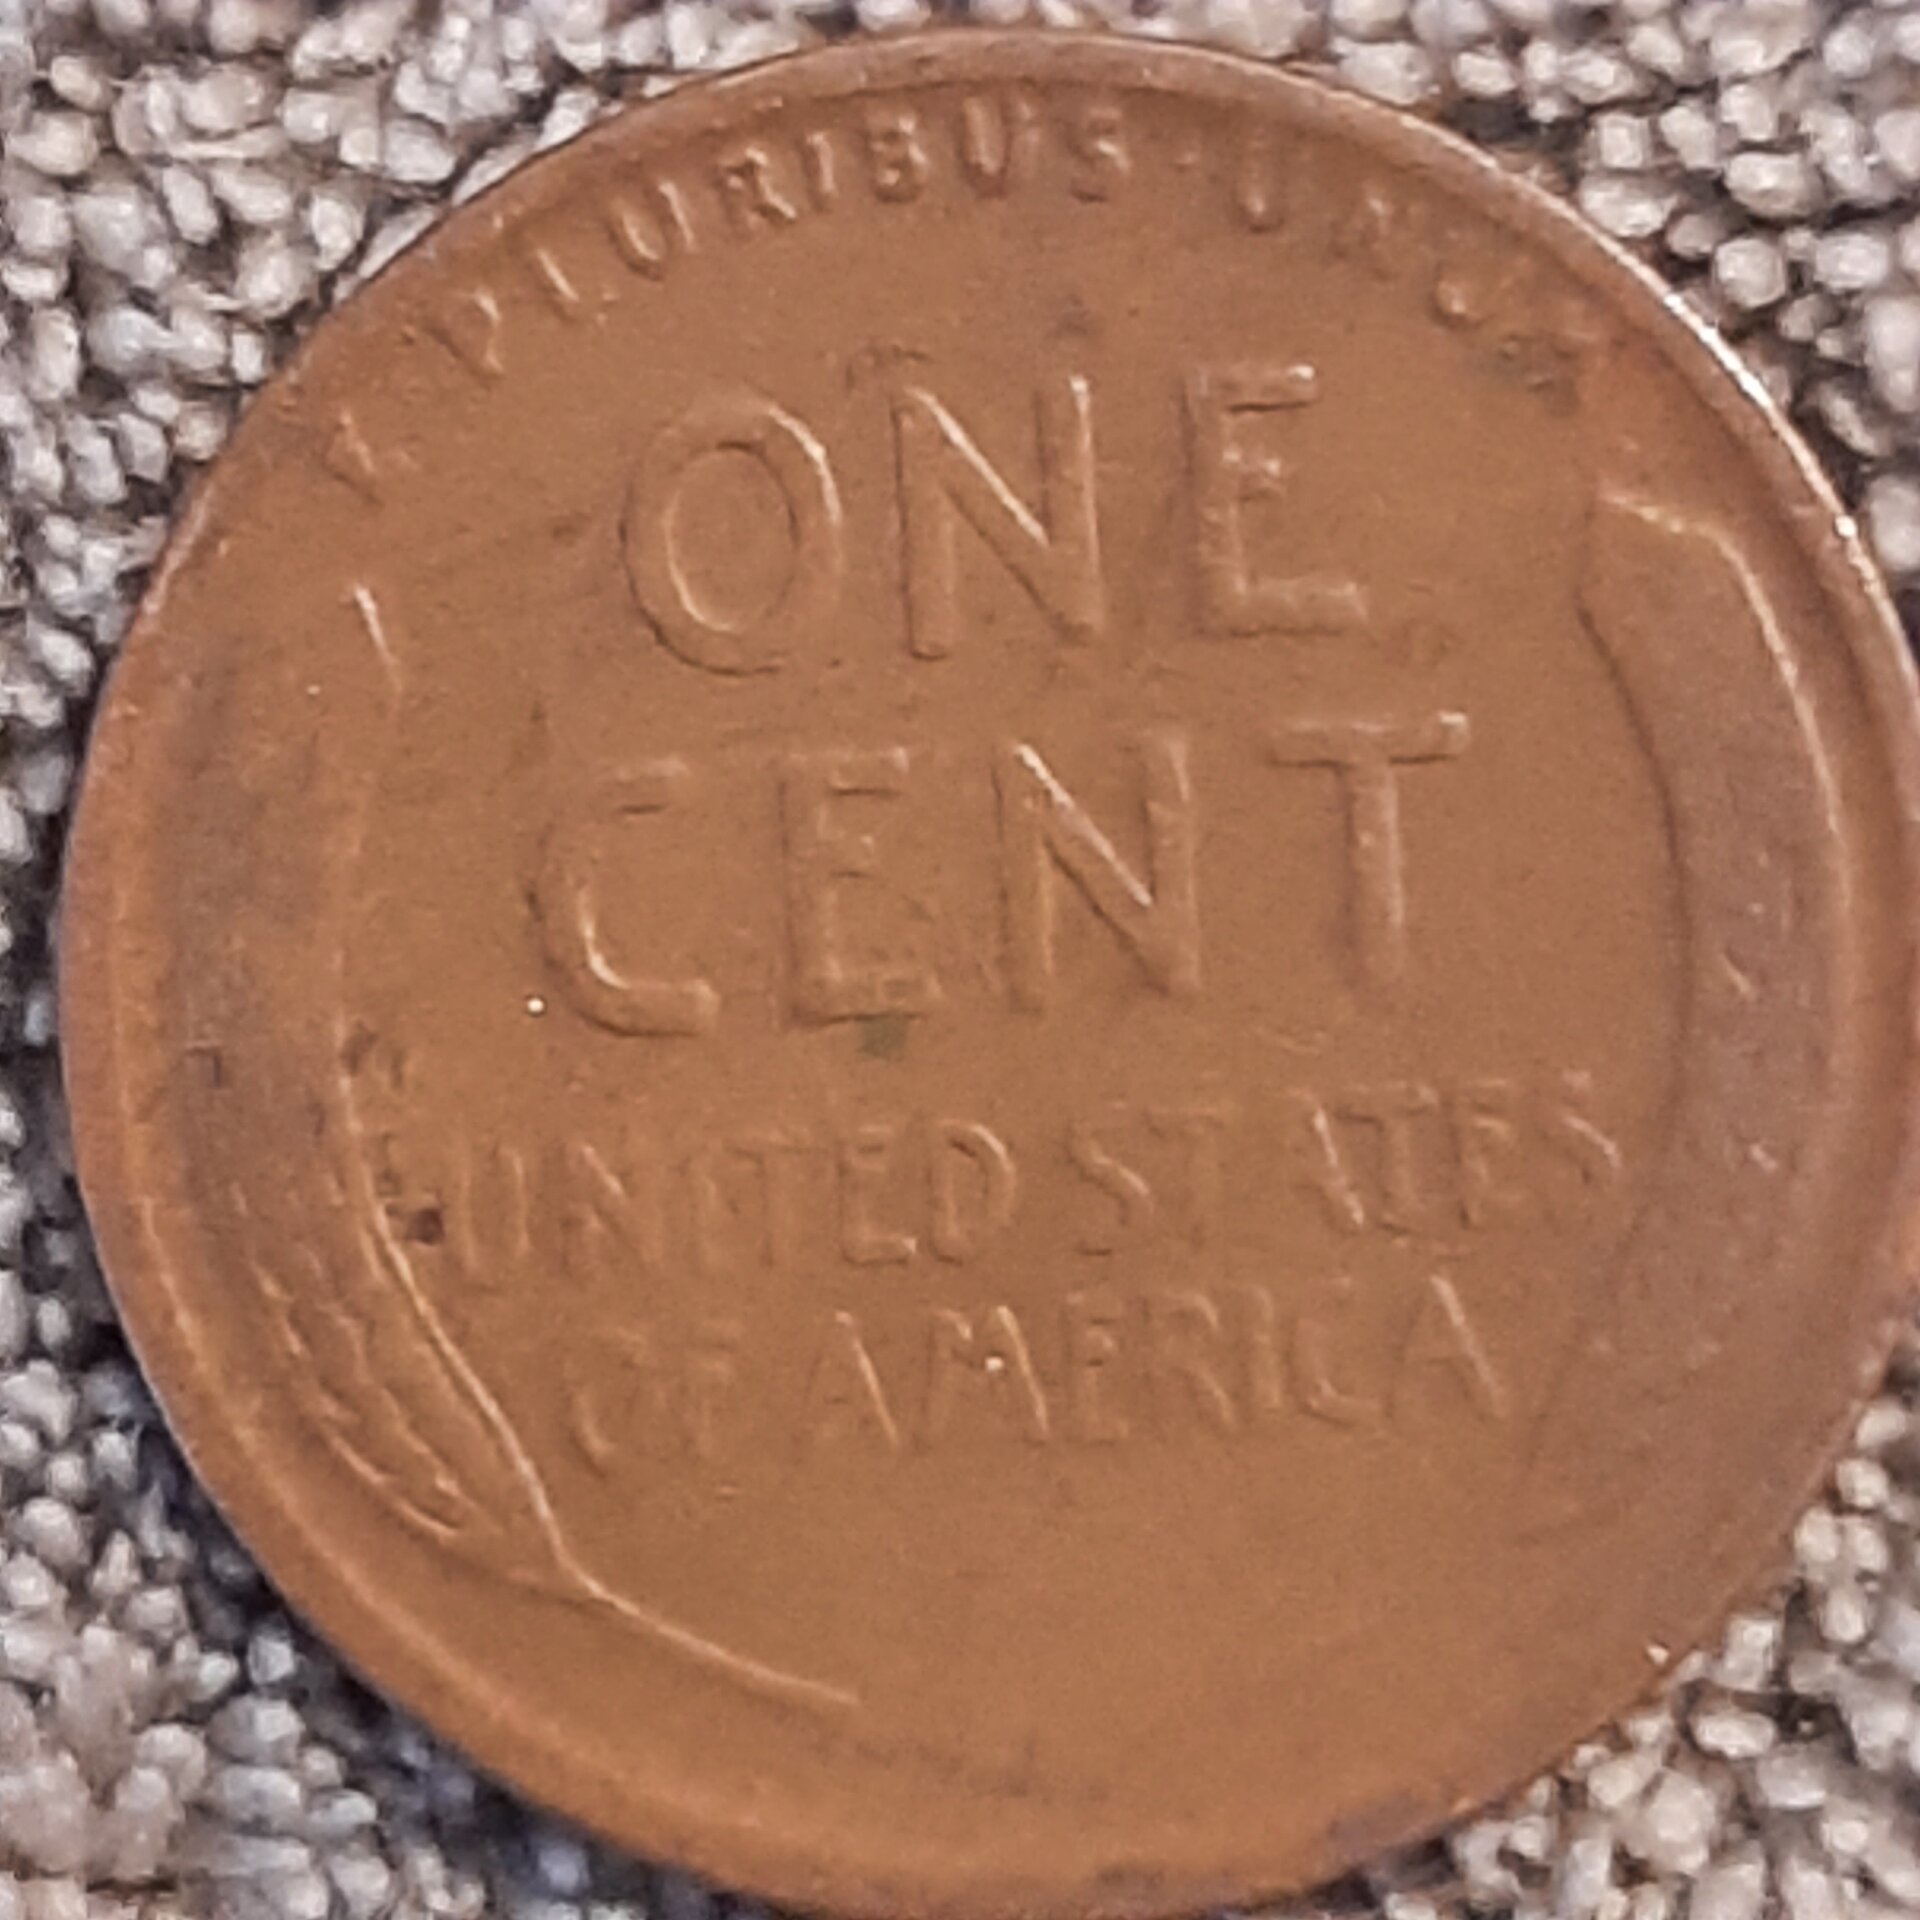 E PLURIBUS·UNUM
ONE
CENT
UNITED STATES
OF AMERICA